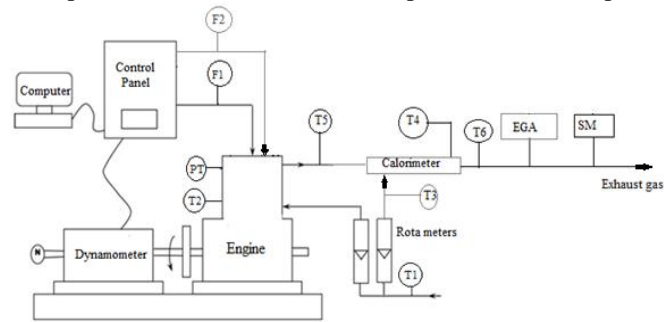 F2
Control
Panel
F1
Computer
T5
T4
T6
EGA
SM
Calorimeter
Exhaust gas
PT
T2
T3
Rota meters
N
Dynamometer
Engine
T1